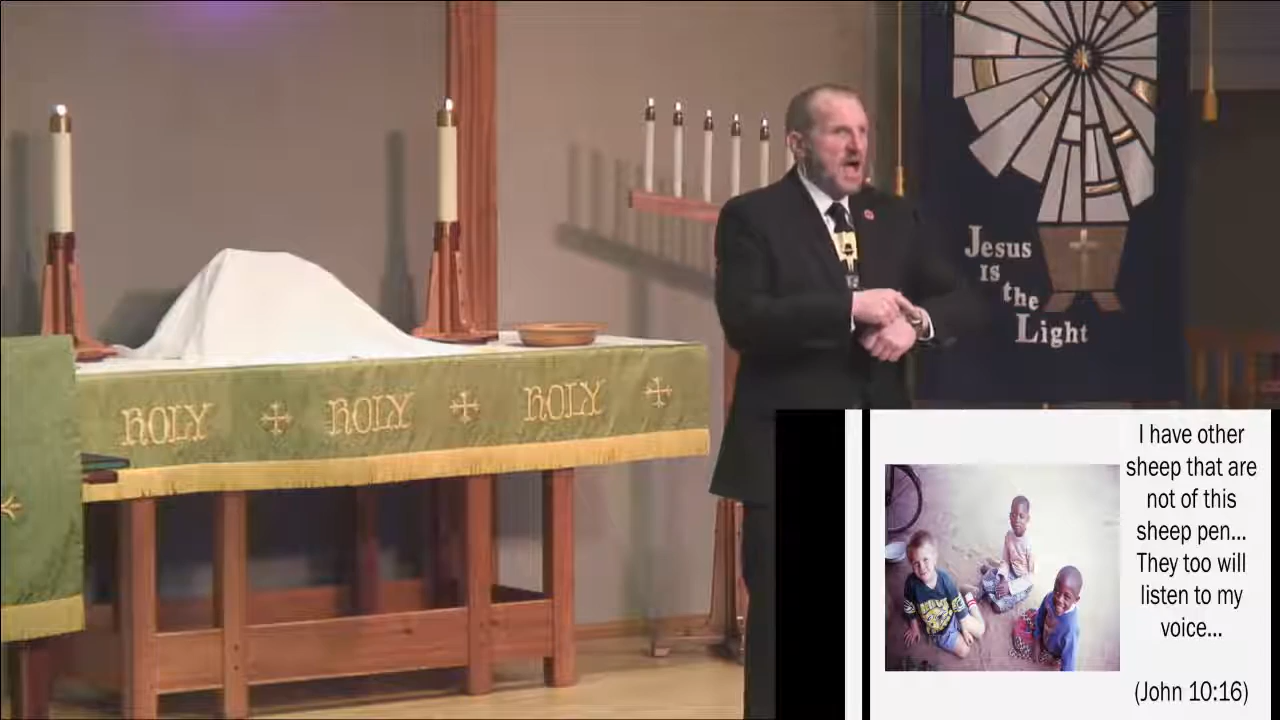 HOLY HOLY HOLY
Jesus
is
the
Light
I have other
sheep that are
not of this
sheep pen...
They too will
listen to my
voice...
(John 10:16)